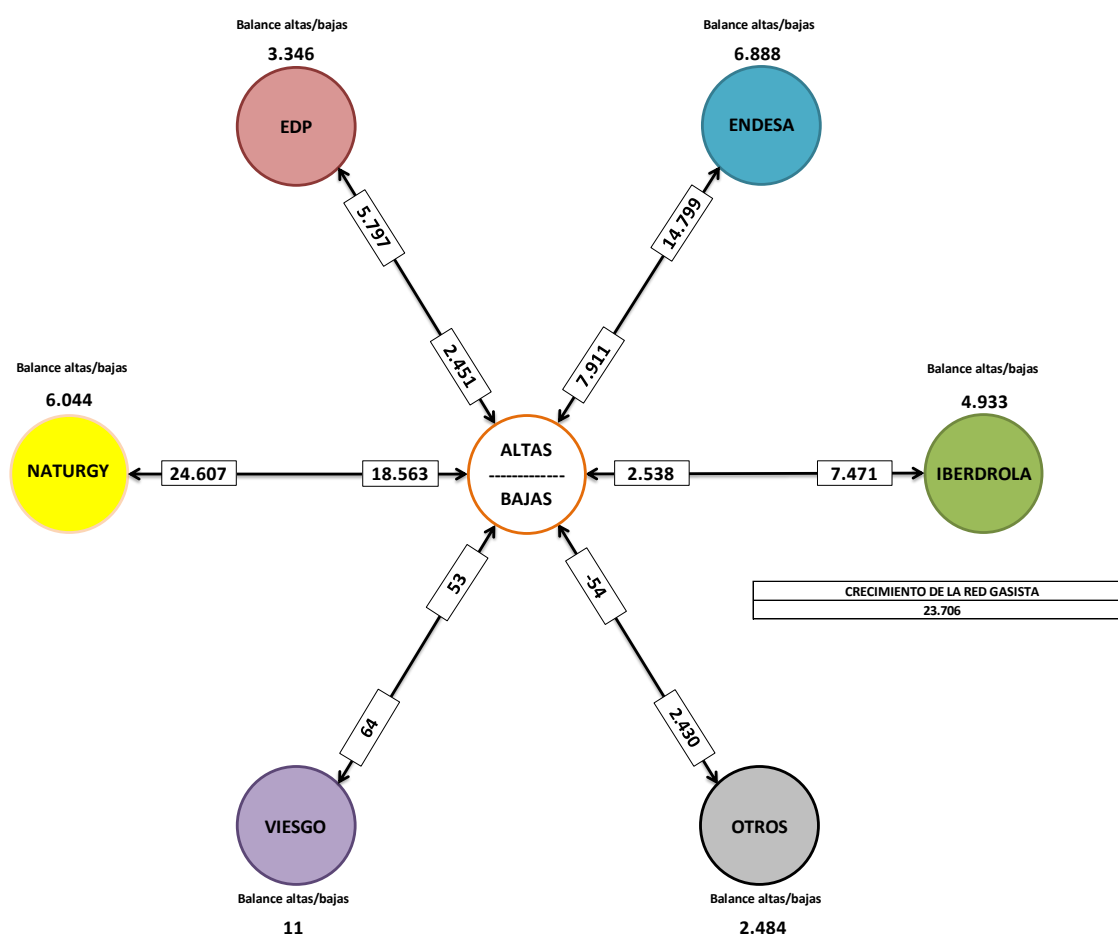 Balance altas/bajas
3.346
EDP
Balance altas/bajas
6.888
ENDESA
5.797
2.451
14.799
7.911
Balance altas/bajas
6.044
NATURGY
24.607
18.563
ALTAS
-------------
BAJAS
2.538
7.471
Balance altas/bajas
4.933
IBERDROLA
53
64
-54
2.430
CRECIMIENTO DE LA RED GASISTA
23.706
VIESGO
Balance altas/bajas
11
OTROS
Balance altas/bajas
2.484